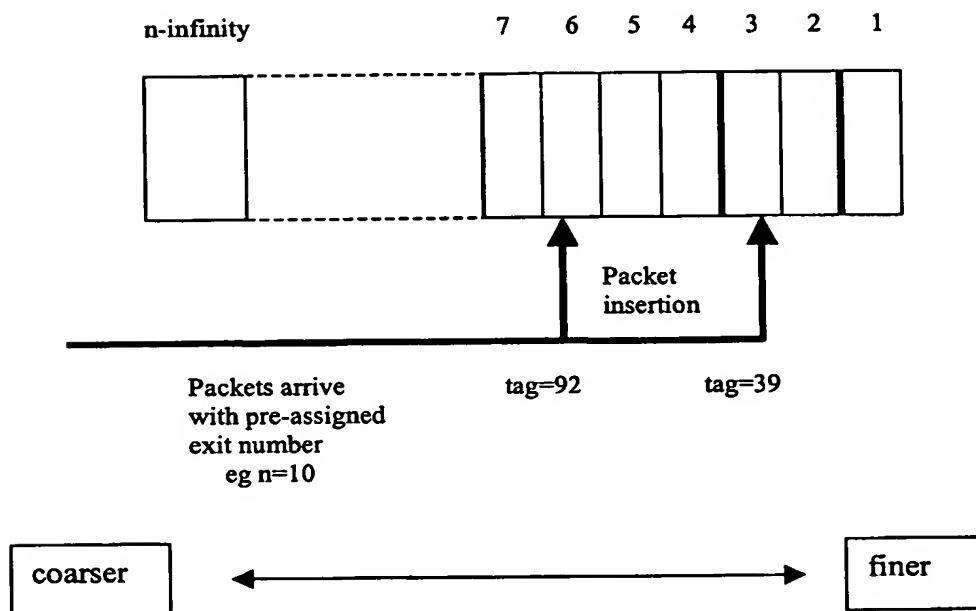 n-infinity 7 6 5 4 3 2 1
Packet
insertion
Packets arrive
with pre-assigned
exit number
eg n=10
tag=92 tag=39
coarser
finer